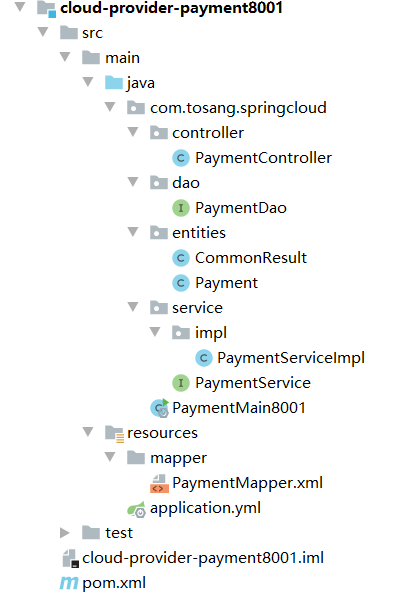 cloud-provider-payment8001
src
main
java
com.tosang.springcloud
controller
PaymentController
dao
PaymentDao
entities
CommonResult
Payment
service
impl
PaymentServiceImpl
PaymentService
PaymentMain8001
resources
mapper
PaymentMapper.xml
application.yml
test
cloud-provider-payment8001.iml
pom.xml